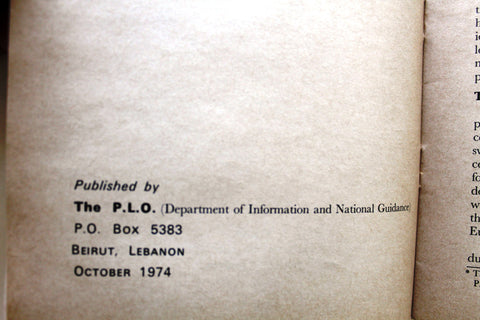 Published by
The P.L.O. (Department of Information and National Guidance)
P.O. Box 5383
BEIRUT, LEBANON
OCTOBER 1974